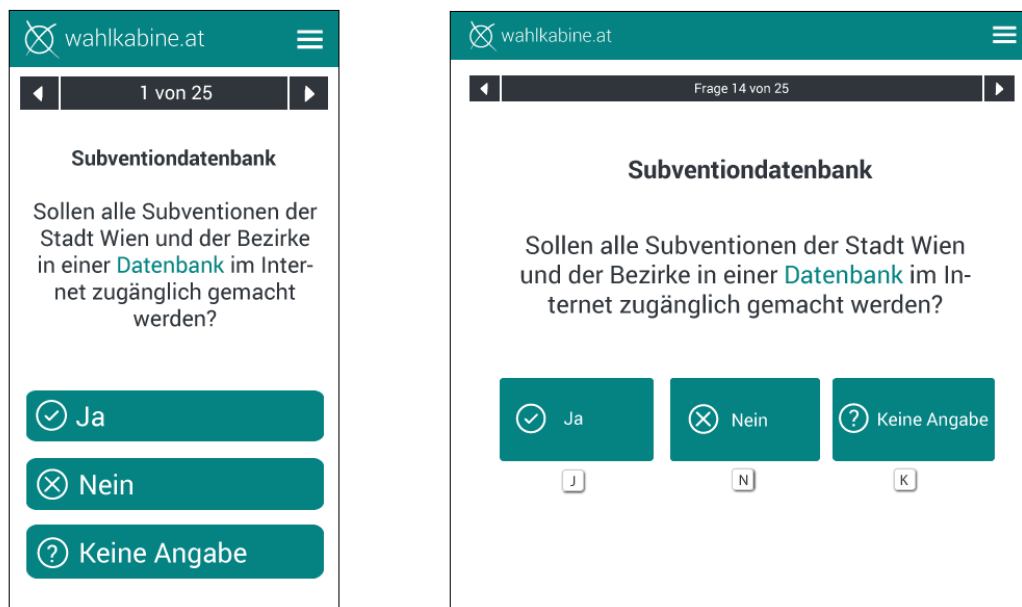 wahlkabine.at
1 von 25
Subventiondatenbank
Sollen alle Subventionen der
Stadt Wien und der Bezirke
in einer Datenbank im Inter-
net zugänglich gemacht
werden?
Ja
Nein
Keine Angabe
wahlkabine.at
Frage 14 von 25
Subventiondatenbank
Sollen alle Subventionen der Stadt Wien
und der Bezirke in einer Datenbank im In-
ternet zugänglich gemacht werden?
Ja
Nein
Keine Angabe
J
N
K